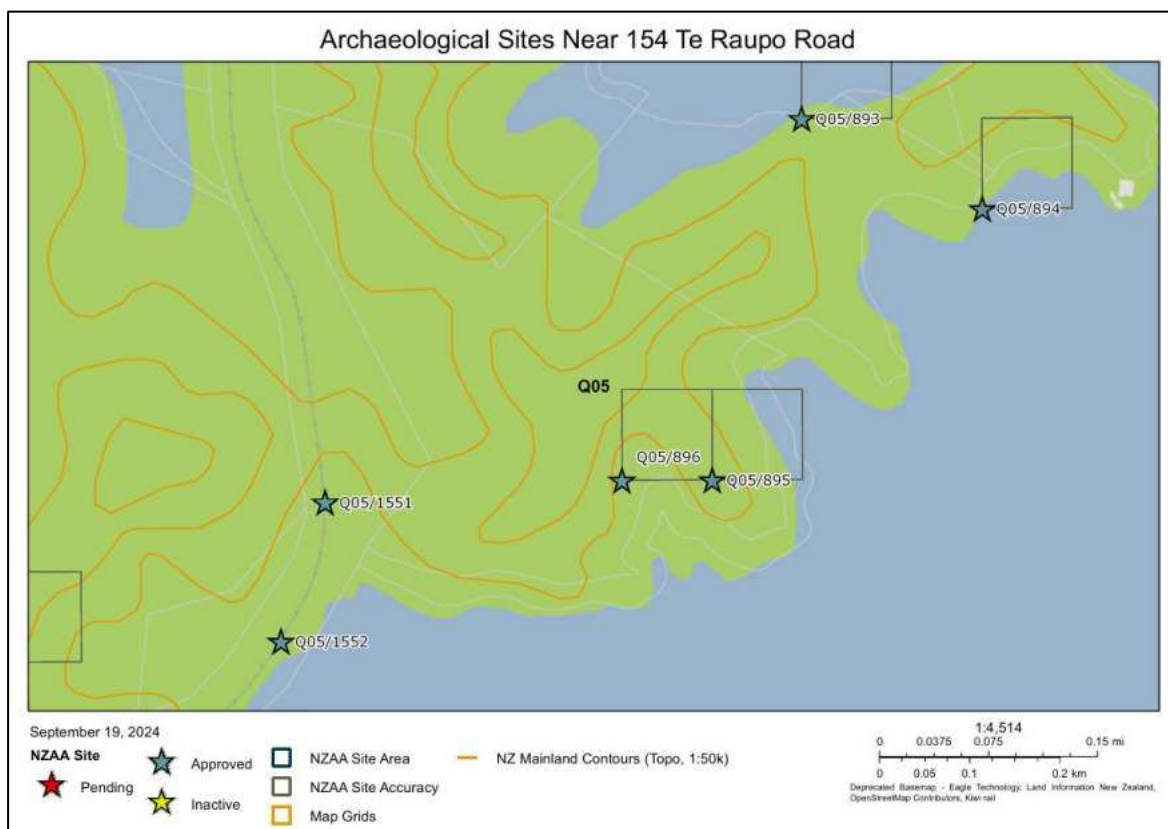 Archaeological Sites Near 154 Te Raupo Road
Q05/893
Q05/894
Q05
Q05/896
Q05/895
Q05/1551
Q05/1552
September 19, 2024
NZAA Site
Pending
Approved
Inactive
NZAA Site Area
NZAA Site Accuracy
Map Grids
NZ Mainland Contours (Topo, 1:50k)
1:4,514
0 0.0375 0.075 0.15 mi
0 0.05 0.1 0.2 km
Deprecated Basemap - Eagle Technology, Land Information New Zealand,
OpenStreetMap Contributors, Kiwi rail